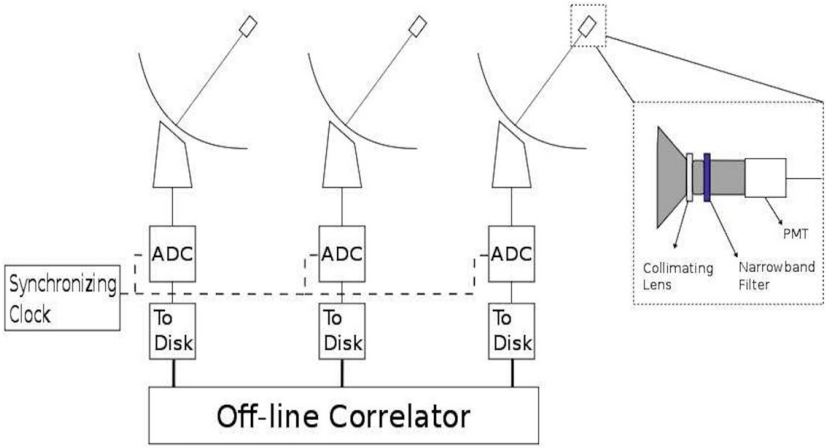 PMT
Collimating
Lens
Narrowband
Filter
ADC
ADC
ADC
Synchronizing
Clock
To
Disk
To
Disk
To
Disk
Off-line Correlator